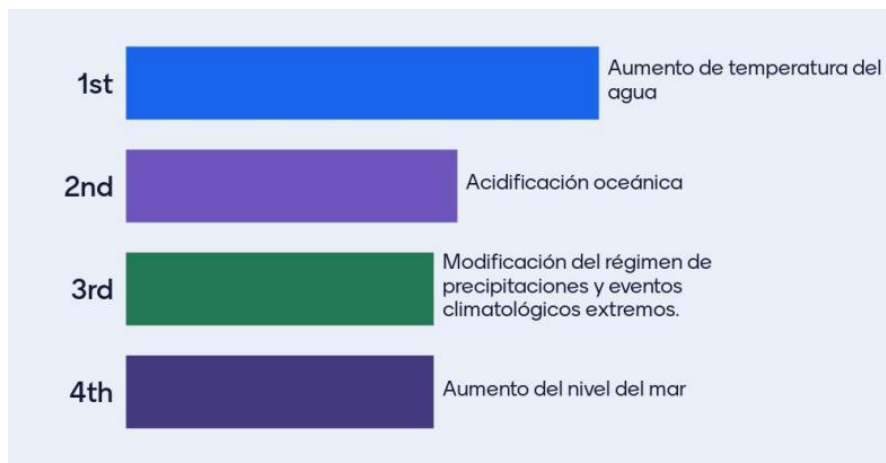 1st
Aumento de temperatura del
agua
2nd
Acidificación oceánica
3rd
Modificación del régimen de
precipitaciones y eventos
climatológicos extremos.
4th
Aumento del nivel del mar